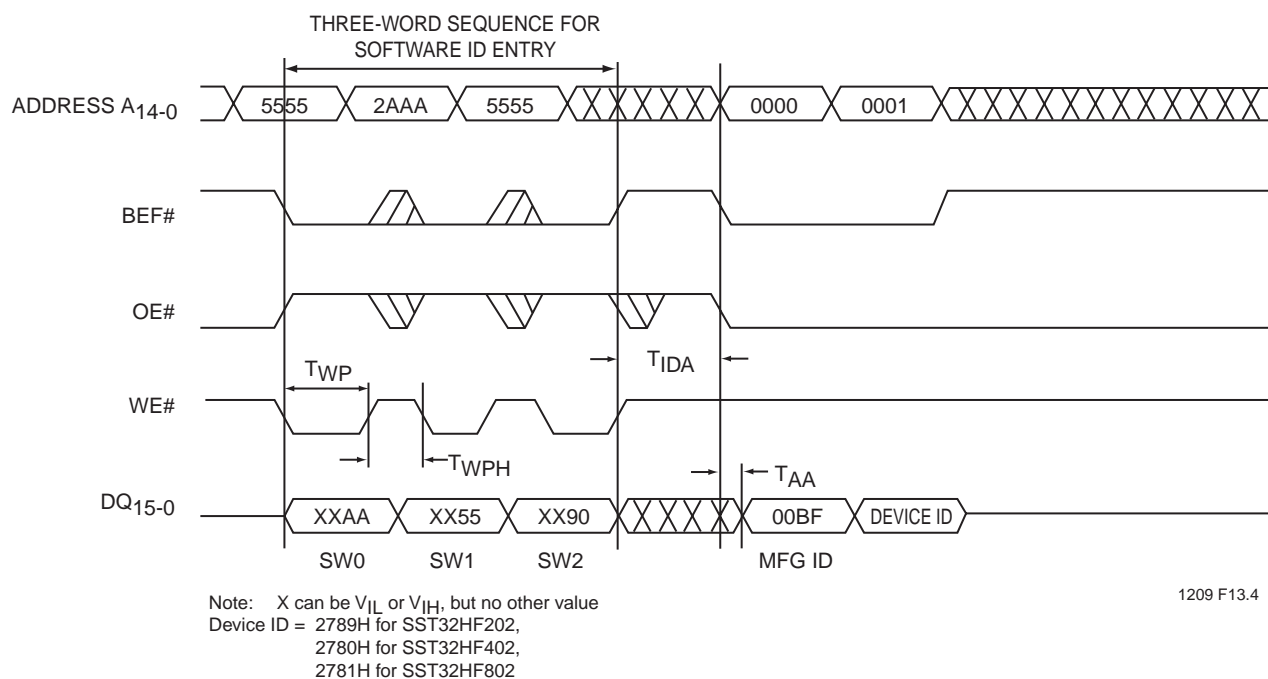 THREE-WORD SEQUENCE FOR
SOFTWARE ID ENTRY
ADDRESS A14-0
5555 2AAA 5555 0000 0001
BEF#
OE#
TIDA
TWP
WE#
TWPH
TAA
DQ15-0
XXAA XX55 XX90 00BF DEVICE ID
SW0 SW1 SW2 MFG ID
Note: X can be VIL or VIH, but no other value
1209 F13.4
Device ID = 2789H for SST32HF202,
2780H for SST32HF402,
2781H for SST32HF802